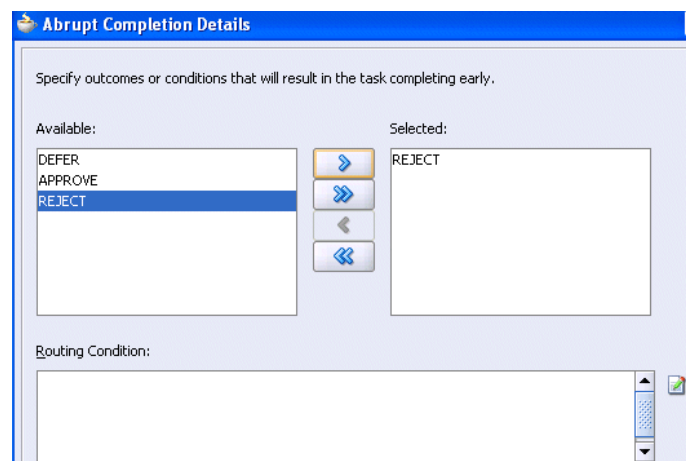 Abrupt Completion Details
Specify outcomes or conditions that will result in the task completing early.
Available:
Selected:
DEFER
APPROVE
REJECT
REJECT
Routing Condition: